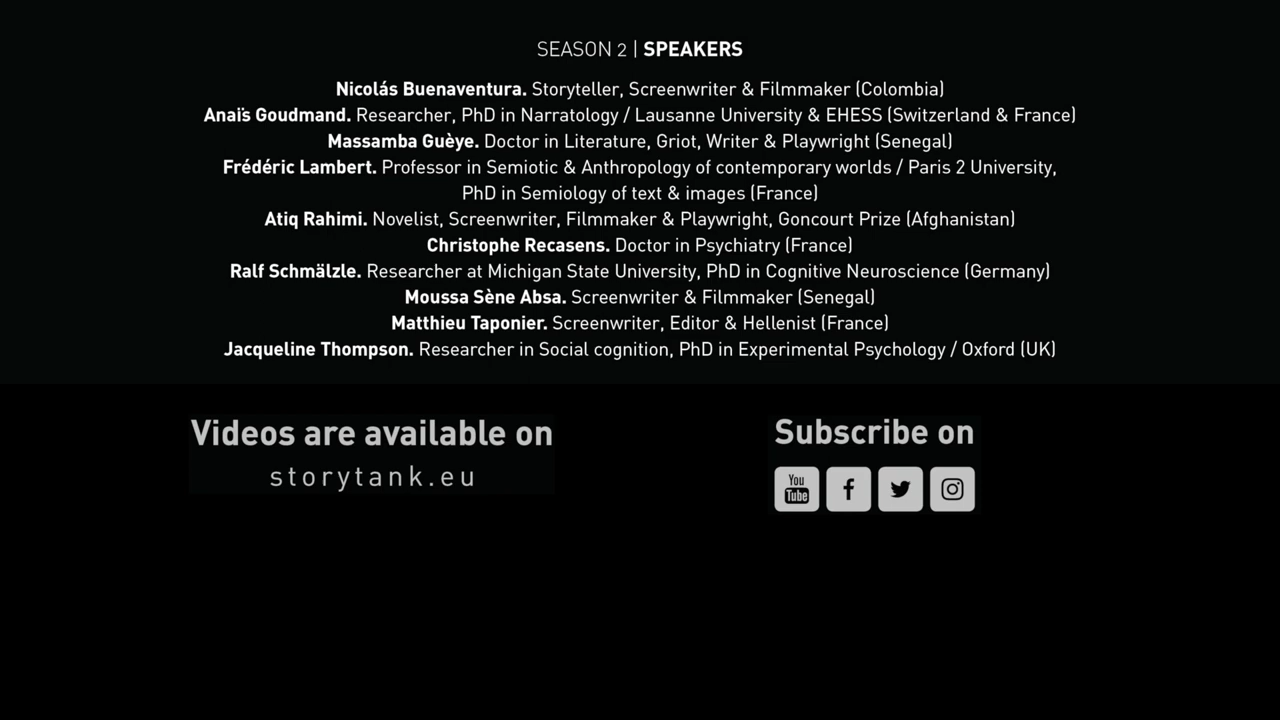 SEASON 2 | SPEAKERS
Nicolás Buenaventura. Storyteller, Screenwriter & Filmmaker (Colombia)
Anaïs Goudmand. Researcher, PhD in Narratology / Lausanne University & EHESS (Switzerland & France)
Massamba Guèye. Doctor in Literature, Griot, Writer & Playwright (Senegal)
Frédéric Lambert. Professor in Semiotic & Anthropology of contemporary worlds / Paris 2 University,
PhD in Semiology of text & images (France)
Atiq Rahimi. Novelist, Screenwriter, Filmmaker & Playwright, Goncourt Prize (Afghanistan)
Christophe Recasens. Doctor in Psychiatry (France)
Ralf Schmälzle. Researcher at Michigan State University, PhD in Cognitive Neuroscience (Germany)
Moussa Sène Absa. Screenwriter & Filmmaker (Senegal)
Matthieu Taponier. Screenwriter, Editor & Hellenist (France)
Jacqueline Thompson. Researcher in Social cognition, PhD in Experimental Psychology / Oxford (UK)
Videos are available on
storytank.eu
Subscribe on
You
Tube